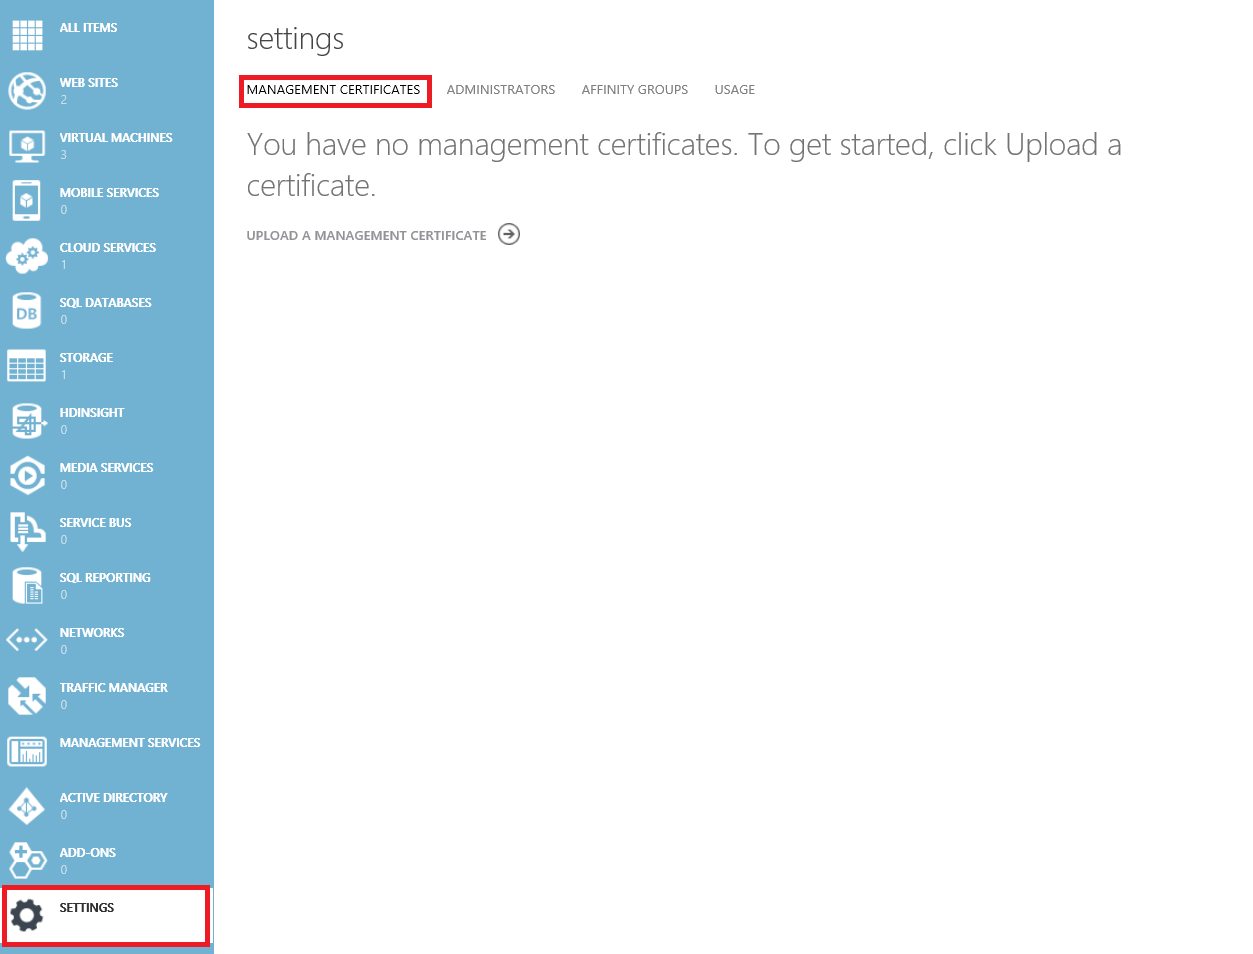 ALL ITEMS
WEB SITES
2
VIRTUAL MACHINES
3
MOBILE SERVICES
0
CLOUD SERVICES
1
SQL DATABASES
0
DB
STORAGE
1
HDINSIGHT
0
MEDIA SERVICES
0
SERVICE BUS
0
SQL REPORTING
0
NETWORKS
0
TRAFFIC MANAGER
0
MANAGEMENT SERVICES
ACTIVE DIRECTORY
0
ADD-ONS
0
SETTINGS
settings
MANAGEMENT CERTIFICATES ADMINISTRATORS AFFINITY GROUPS USAGE
You have no management certificates. To get started, click Upload a
certificate.
UPLOAD A MANAGEMENT CERTIFICATE